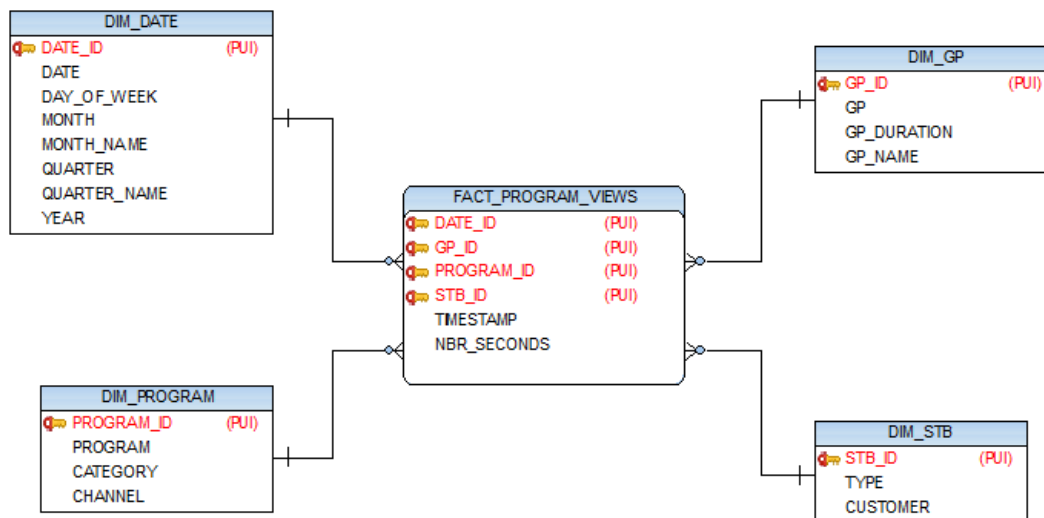 DIM_DATE
DATE_ID (PUI)
DATE
DAY_OF_WEEK
MONTH
MONTH_NAME
QUARTER
QUARTER_NAME
YEAR
DIM_GP
GP_ID (PUI)
GP
GP_DURATION
GP_NAME
FACT_PROGRAM_VIEWS
DATE_ID (PUI)
GP_ID (PUI)
PROGRAM_ID (PUI)
STB_ID (PUI)
TIMESTAMP
NBR_SECONDS
DIM_PROGRAM
PROGRAM_ID (PUI)
PROGRAM
CATEGORY
CHANNEL
DIM_STB
STB_ID (PUI)
TYPE
CUSTOMER